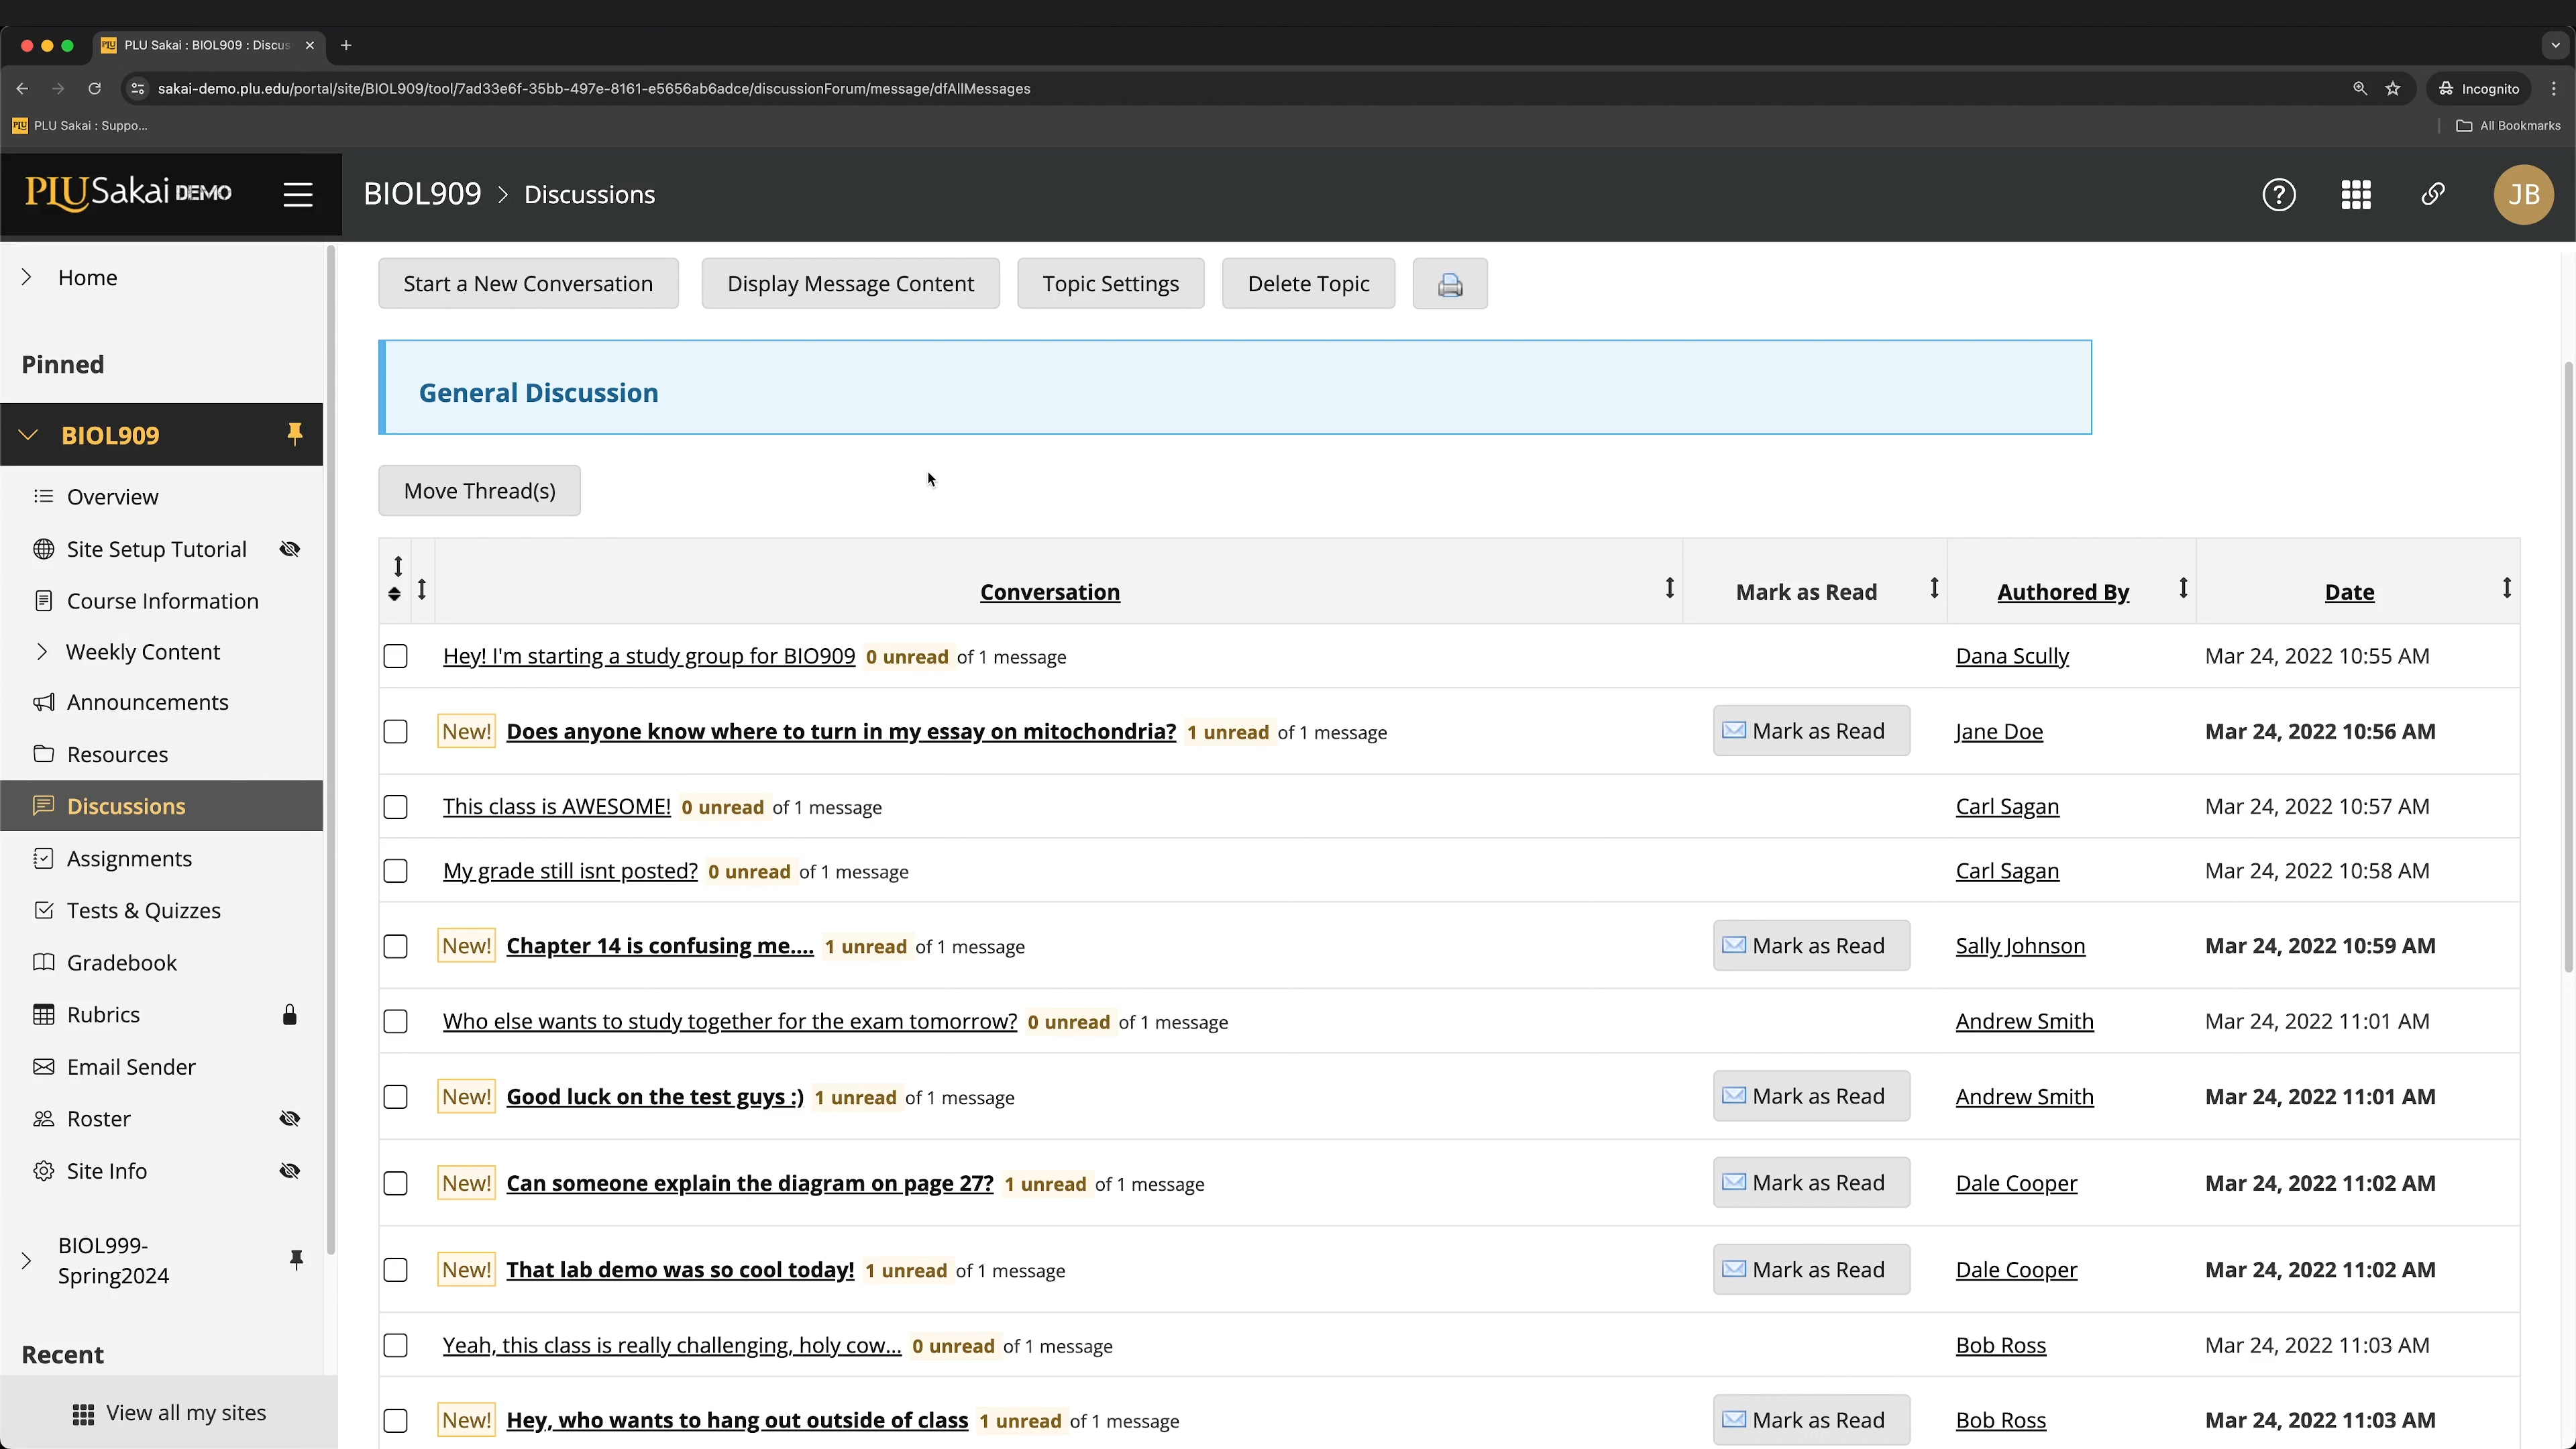 PLU Sakai : BIOL909 : Discus
sakai-demo.plu.edu/portal/site/BIOL909/tool/7ad33e6f-35bb-497e-8161-e5656ab6adce/discussionForum/message/dfAllMessages
Incognito
PLU Sakai : Suppo...
All Bookmarks
PLU Sakai DEMO
BIOL909 > Discussions
JB
Home
Pinned
BIOL909
Overview
Site Setup Tutorial
Course Information
Weekly Content
Announcements
Resources
Discussions
Assignments
Tests & Quizzes
Gradebook
Rubrics
Email Sender
Roster
Site Info
BIOL999-
Spring2024
Recent
View all my sites
Start a New Conversation Display Message Content Topic Settings Delete Topic
General Discussion
Move Thread(s)
Conversation Mark as Read Authored By Date
Hey! I'm starting a study group for BIO909 0 unread of 1 message Dana Scully Mar 24, 2022 10:55 AM
New! Does anyone know where to turn in my essay on mitochondria? 1 unread of 1 message Mark as Read Jane Doe Mar 24, 2022 10:56 AM
This class is AWESOME! 0 unread of 1 message Carl Sagan Mar 24, 2022 10:57 AM
My grade still isnt posted? 0 unread of 1 message Carl Sagan Mar 24, 2022 10:58 AM
New! Chapter 14 is confusing me.... 1 unread of 1 message Mark as Read Sally Johnson Mar 24, 2022 10:59 AM
Who else wants to study together for the exam tomorrow? 0 unread of 1 message Andrew Smith Mar 24, 2022 11:01 AM
New! Good luck on the test guys :) 1 unread of 1 message Mark as Read Andrew Smith Mar 24, 2022 11:01 AM
New! Can someone explain the diagram on page 27? 1 unread of 1 message Mark as Read Dale Cooper Mar 24, 2022 11:02 AM
New! That lab demo was so cool today! 1 unread of 1 message Mark as Read Dale Cooper Mar 24, 2022 11:02 AM
Yeah, this class is really challenging, holy cow... 0 unread of 1 message Bob Ross Mar 24, 2022 11:03 AM
New! Hey, who wants to hang out outside of class 1 unread of 1 message Mark as Read Bob Ross Mar 24, 2022 11:03 AM